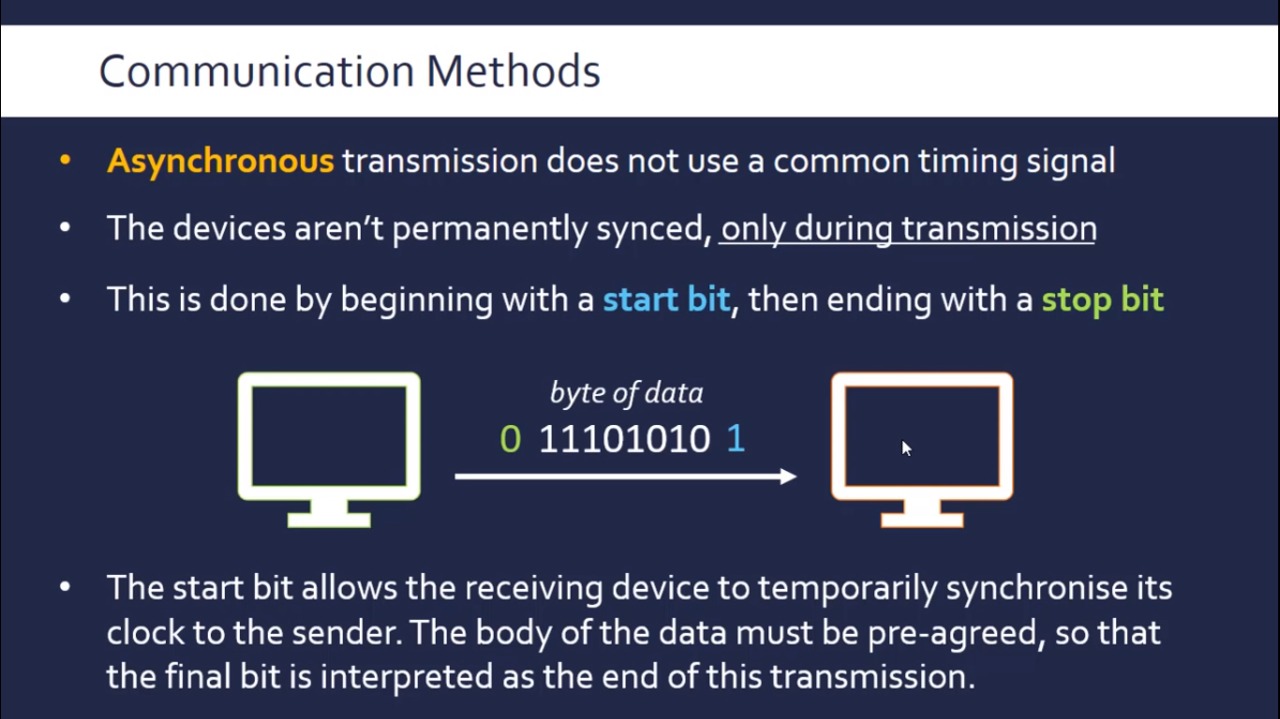 Communication Methods
• Asynchronous transmission does not use a common timing signal
• The devices aren’t permanently synced, only during transmission
• This is done by beginning with a start bit, then ending with a stop bit
byte of data
0 11101010 1
• The start bit allows the receiving device to temporarily synchronise its
clock to the sender. The body of the data must be pre-agreed, so that
the final bit is interpreted as the end of this transmission.